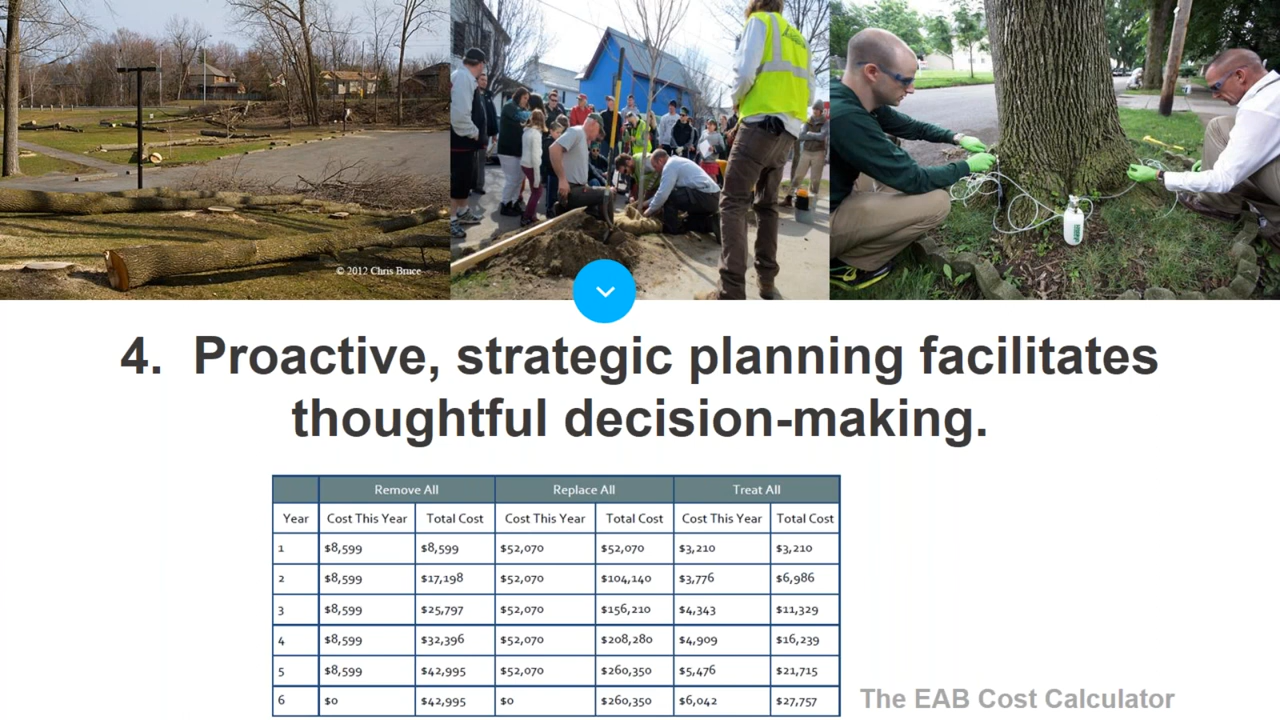 © 2012 Chris Bruce
4. Proactive, strategic planning facilitates
thoughtful decision-making.
Remove All Replace All Treat All
Year Cost This Year Total Cost Cost This Year Total Cost Cost This Year Total Cost
1 $8,599 $8,599 $52,070 $52,070 $3,210 $3,210
2 $8,599 $17,198 $52,070 $104,140 $3,776 $6,986
3 $8,599 $25,797 $52,070 $156,210 $4,343 $11,329
4 $8,599 $32,396 $52,070 $208,280 $4,909 $16,239
5 $8,599 $42,995 $52,070 $260,350 $5,476 $21,715
6 $0 $42,995 $0 $260,350 $6,042 $27,757
The EAB Cost Calculator